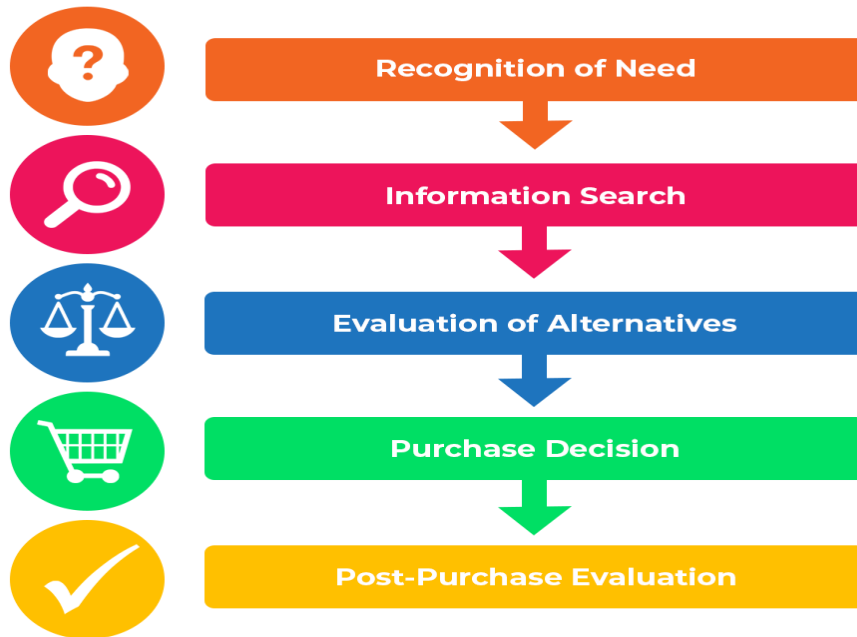 ?
Recognition of Need
Information Search
Evaluation of Alternatives
Purchase Decision
Post-Purchase Evaluation